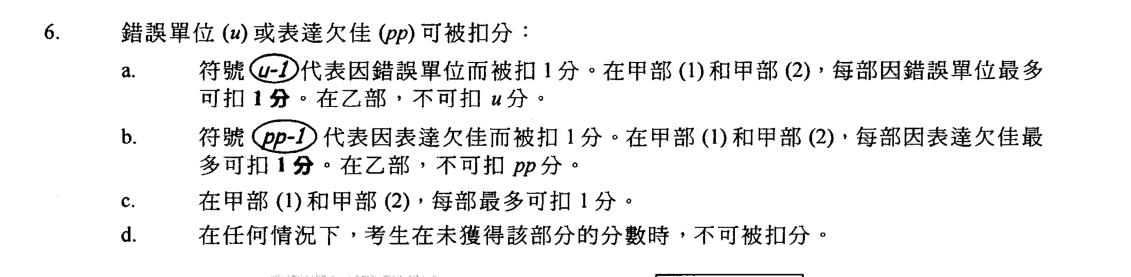 6. 錯誤單位 (u) 或表達欠佳 (pp) 可被扣分：
a. 符號 u-1 代表因錯誤單位而被扣 1 分。在甲部 (1) 和甲部 (2)，每部因錯誤單位最多
可扣 1 分。在乙部，不可扣 u 分。
b. 符號 pp-1 代表因表達欠佳而被扣 1 分。在甲部 (1) 和甲部 (2)，每部因表達欠佳最
多可扣 1 分。在乙部，不可扣 pp 分。
c. 在甲部 (1) 和甲部 (2)，每部最多可扣 1 分。
d. 在任何情況下，考生在未獲得該部分的分數時，不可被扣分。